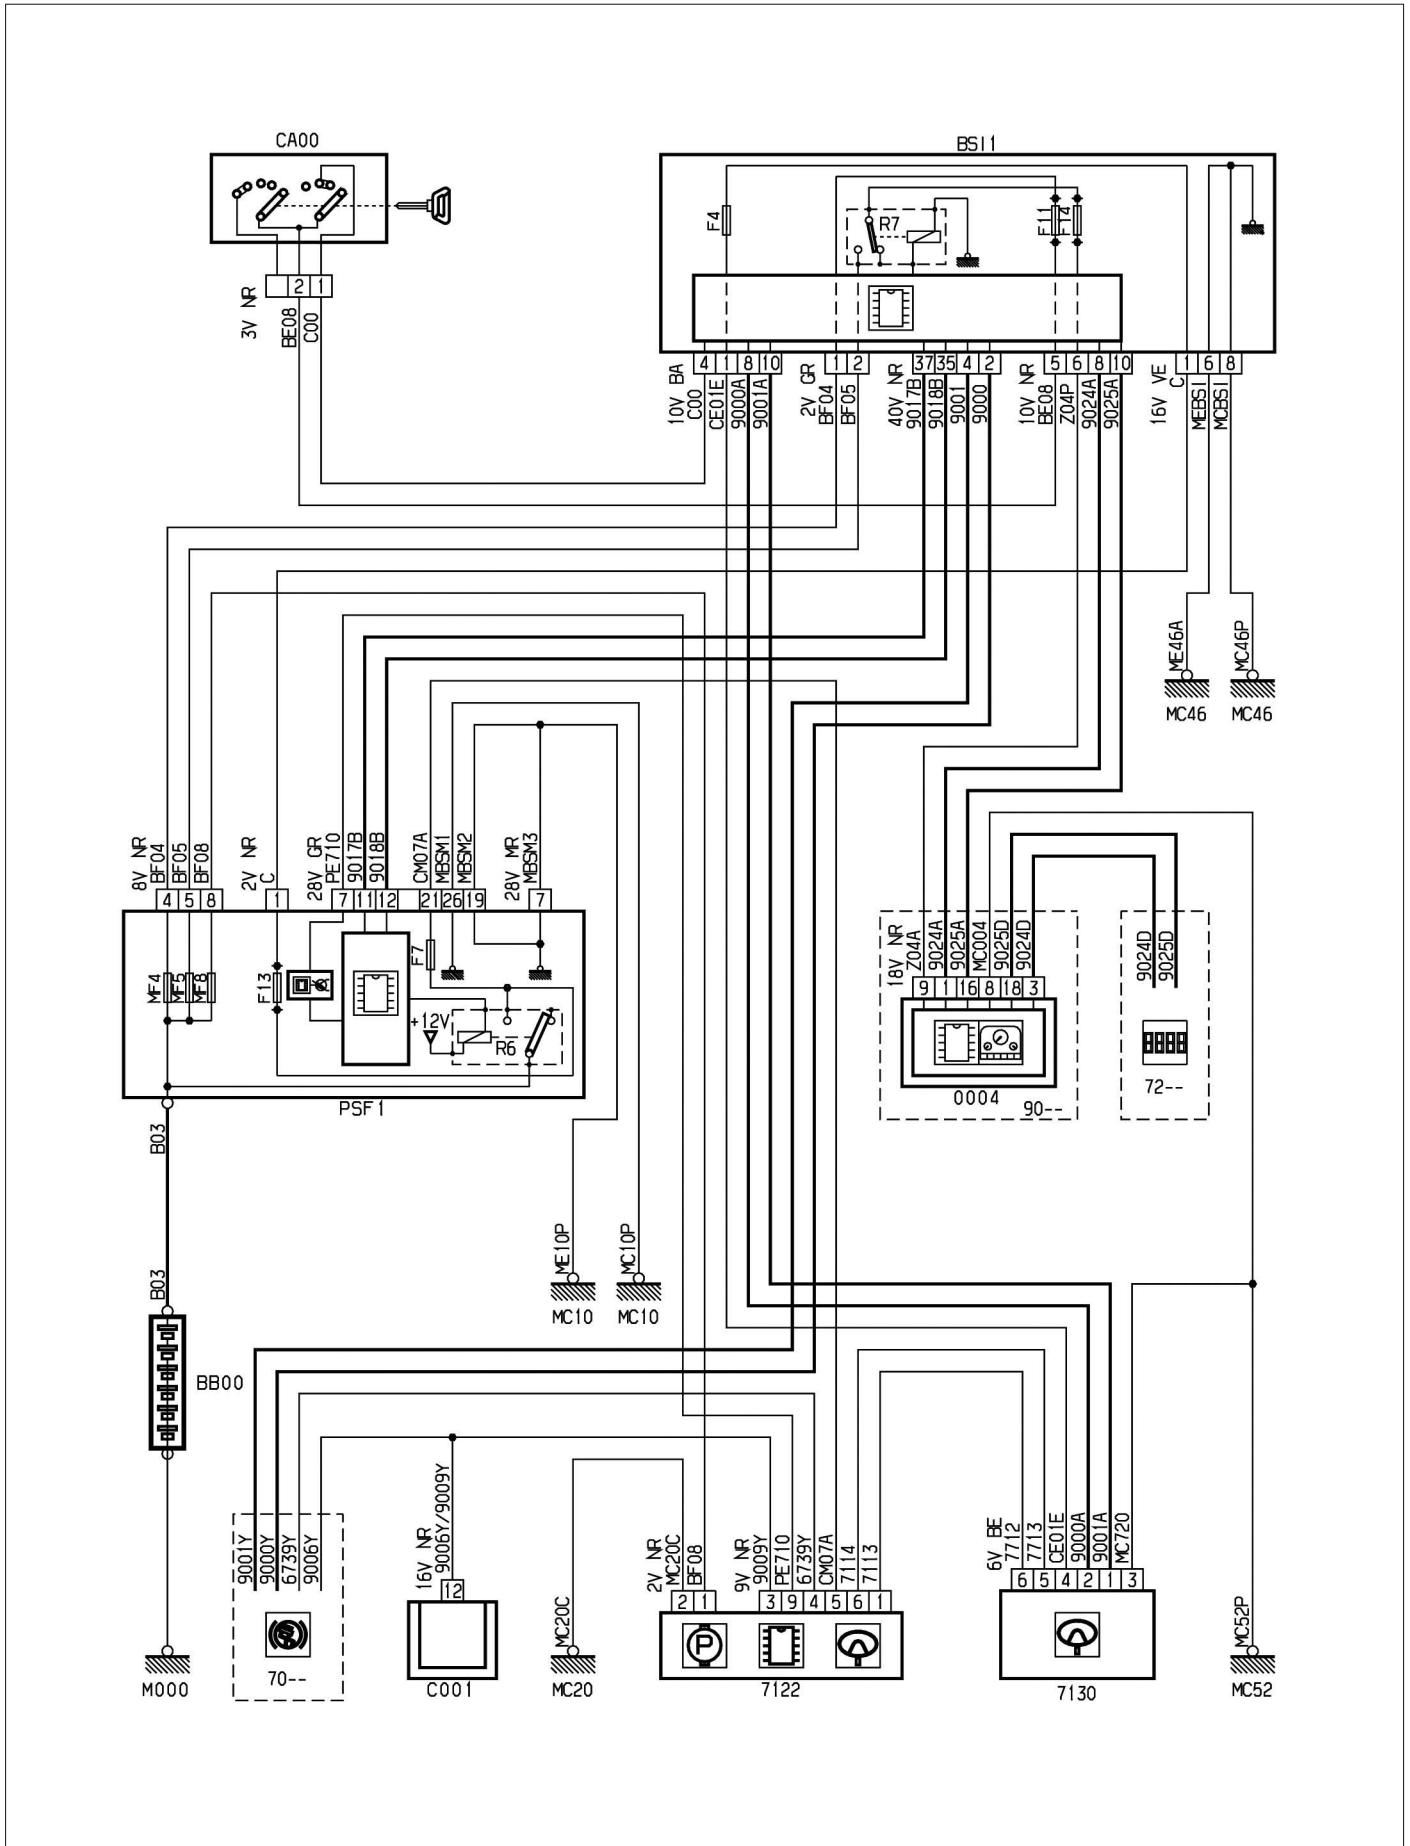 CA00
BSI1
F4
R7
F11
F14
2 1
3V NR
BE08
C00
4 1 8 10
1 2
37 35 4 2
5 6 8 10
1 6 8
10V BA
C00
CE01E
9000A
9001A
2V GR
BF04
BF05
40V NR
9017B
9018B
9001
9000
10V NR
BE08
Z04P
9024A
9025A
16V VE
C
MEBSI
MCBSI
ME46A
MC46P
MC46
MC46
8V NR
BF04
BF05
BF08
2V NR
C
28V GR
PE710
9017B
9018B
CM07A
MBSM1
MBSM2
28V MR
MBSM3
4 5 8
1
7 11 12
21 26 19
7
MF4
MF5
MF8
F13
F7
+12V
R6
PSF1
18V NR
Z04A
9024A
9025A
MC004
9025D
9024D
9 1 16 8 18 3
0004
90--
9024D
9025D
72--
B03
B03
ME10P
MC10P
MC10
MC10
BB00
M000
9001Y
9000Y
6739Y
9006Y
70--
16V NR
9006Y/9009Y
12
C001
MC20C
MC20
2V NR
MC20C
BF08
9V NR
9009Y
PE710
6739Y
CM07A
7114
7113
2 1
3 9 4 5 6 1
P
7122
6V BE
7712
7713
CE01E
9000A
9001A
MC720
6 5 4 2 1 3
7130
MC52P
MC52